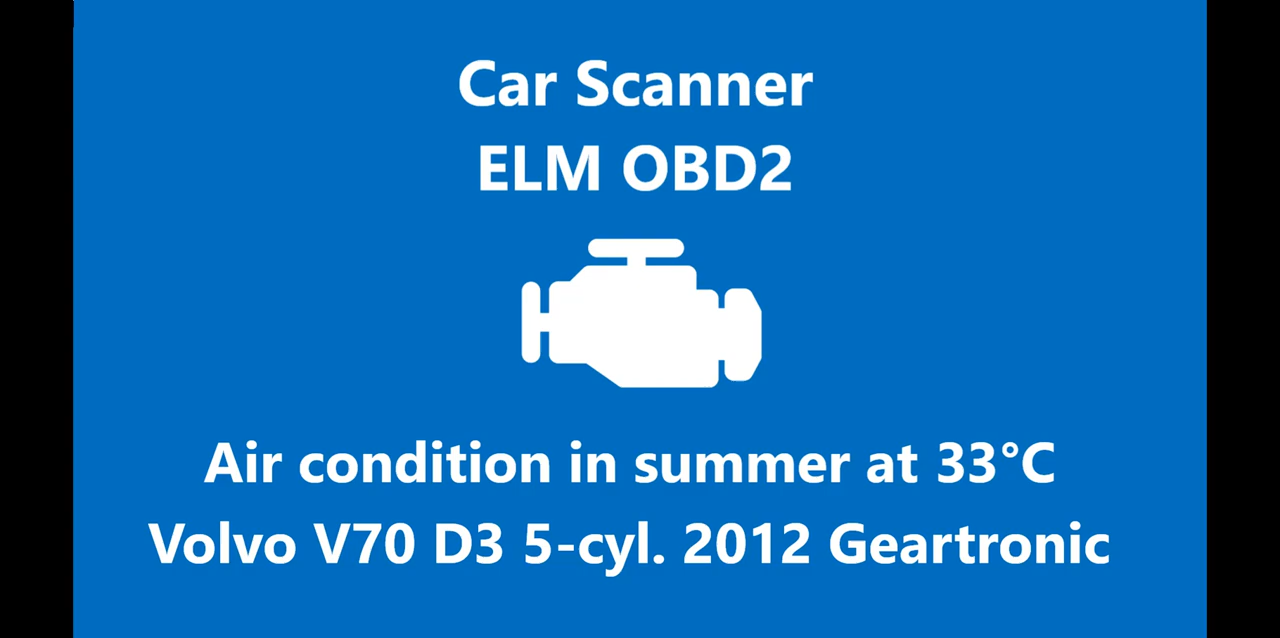 Car Scanner
ELM OBD2
Air condition in summer at 33°C
Volvo V70 D3 5-cyl. 2012 Geartronic